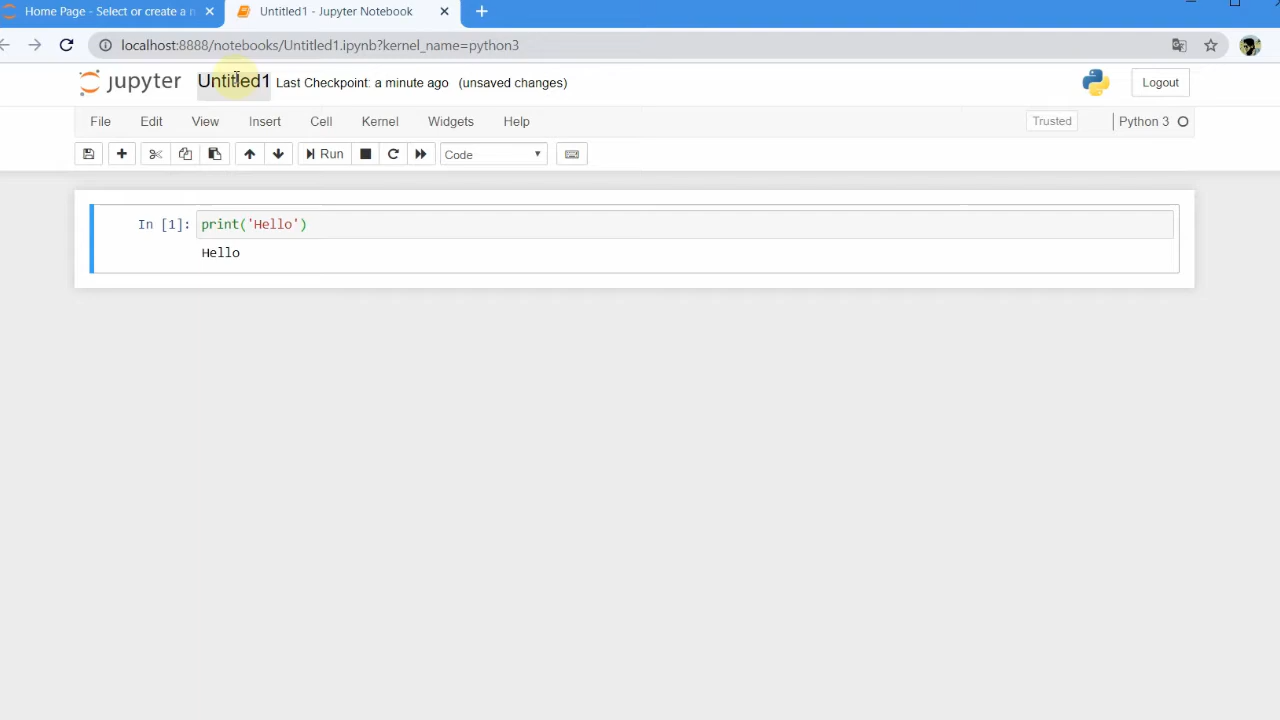 Home Page - Select or create a n
Untitled1 - Jupyter Notebook
localhost:8888/notebooks/Untitled1.ipynb?kernel_name=python3
jupyter Untitled1 Last Checkpoint: a minute ago (unsaved changes) Logout
File Edit View Insert Cell Kernel Widgets Help Trusted Python 3
Run Code
In [1]: print('Hello')
Hello